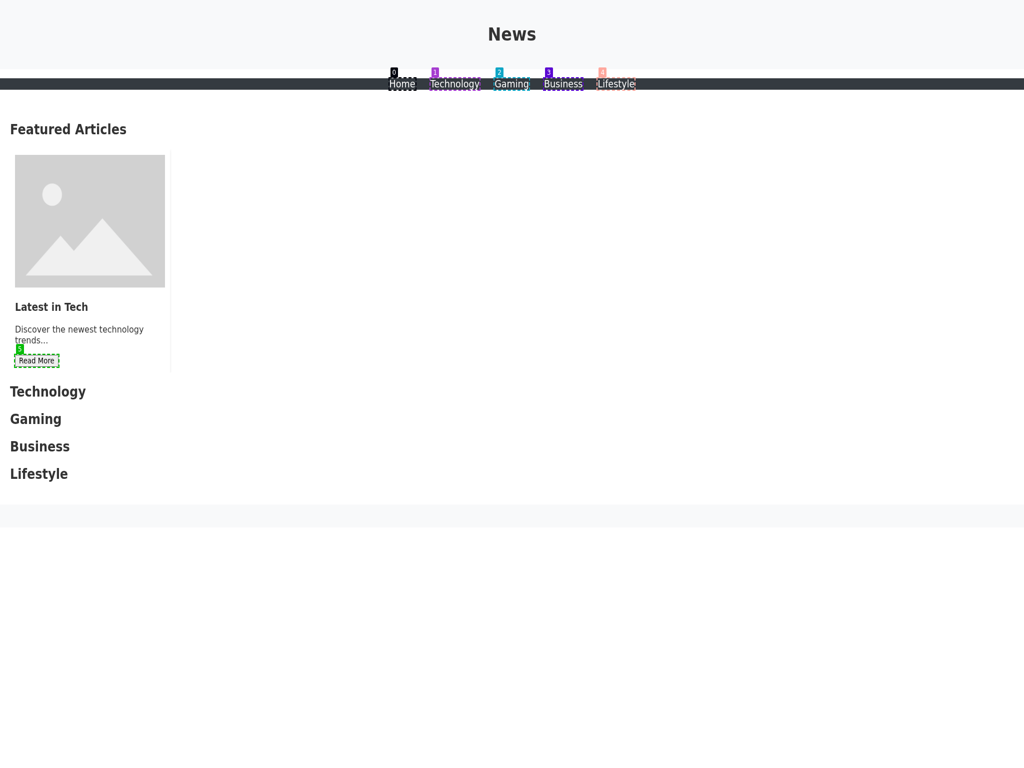 News
0 1 2 3 4
Home Technology Gaming Business Lifestyle
Featured Articles
Latest in Tech
Discover the newest technology
trends...
5
Read More
Technology
Gaming
Business
Lifestyle